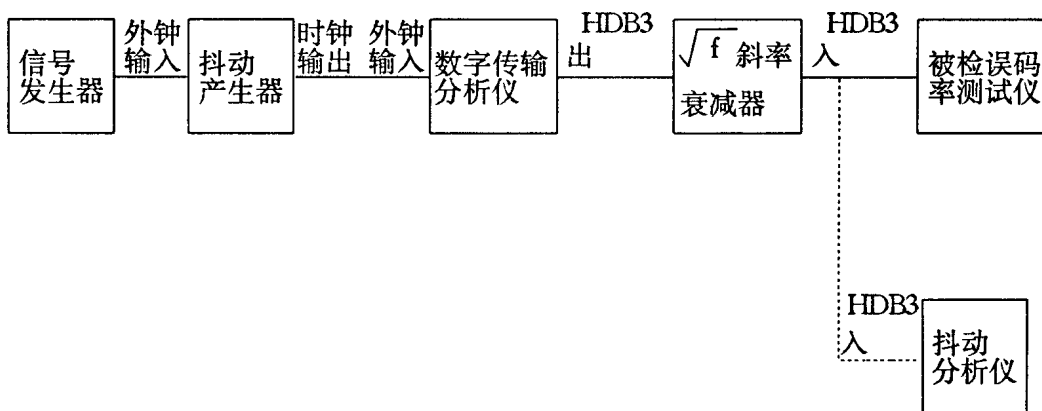 信号
发生器
外钟
输入
抖动
产生器
时钟
输出
外钟
输入
数字传输
分析仪
HDB3
出
√f 斜率
衰减器
HDB3
入
被检误码
率测试仪
HDB3
入
抖动
分析仪